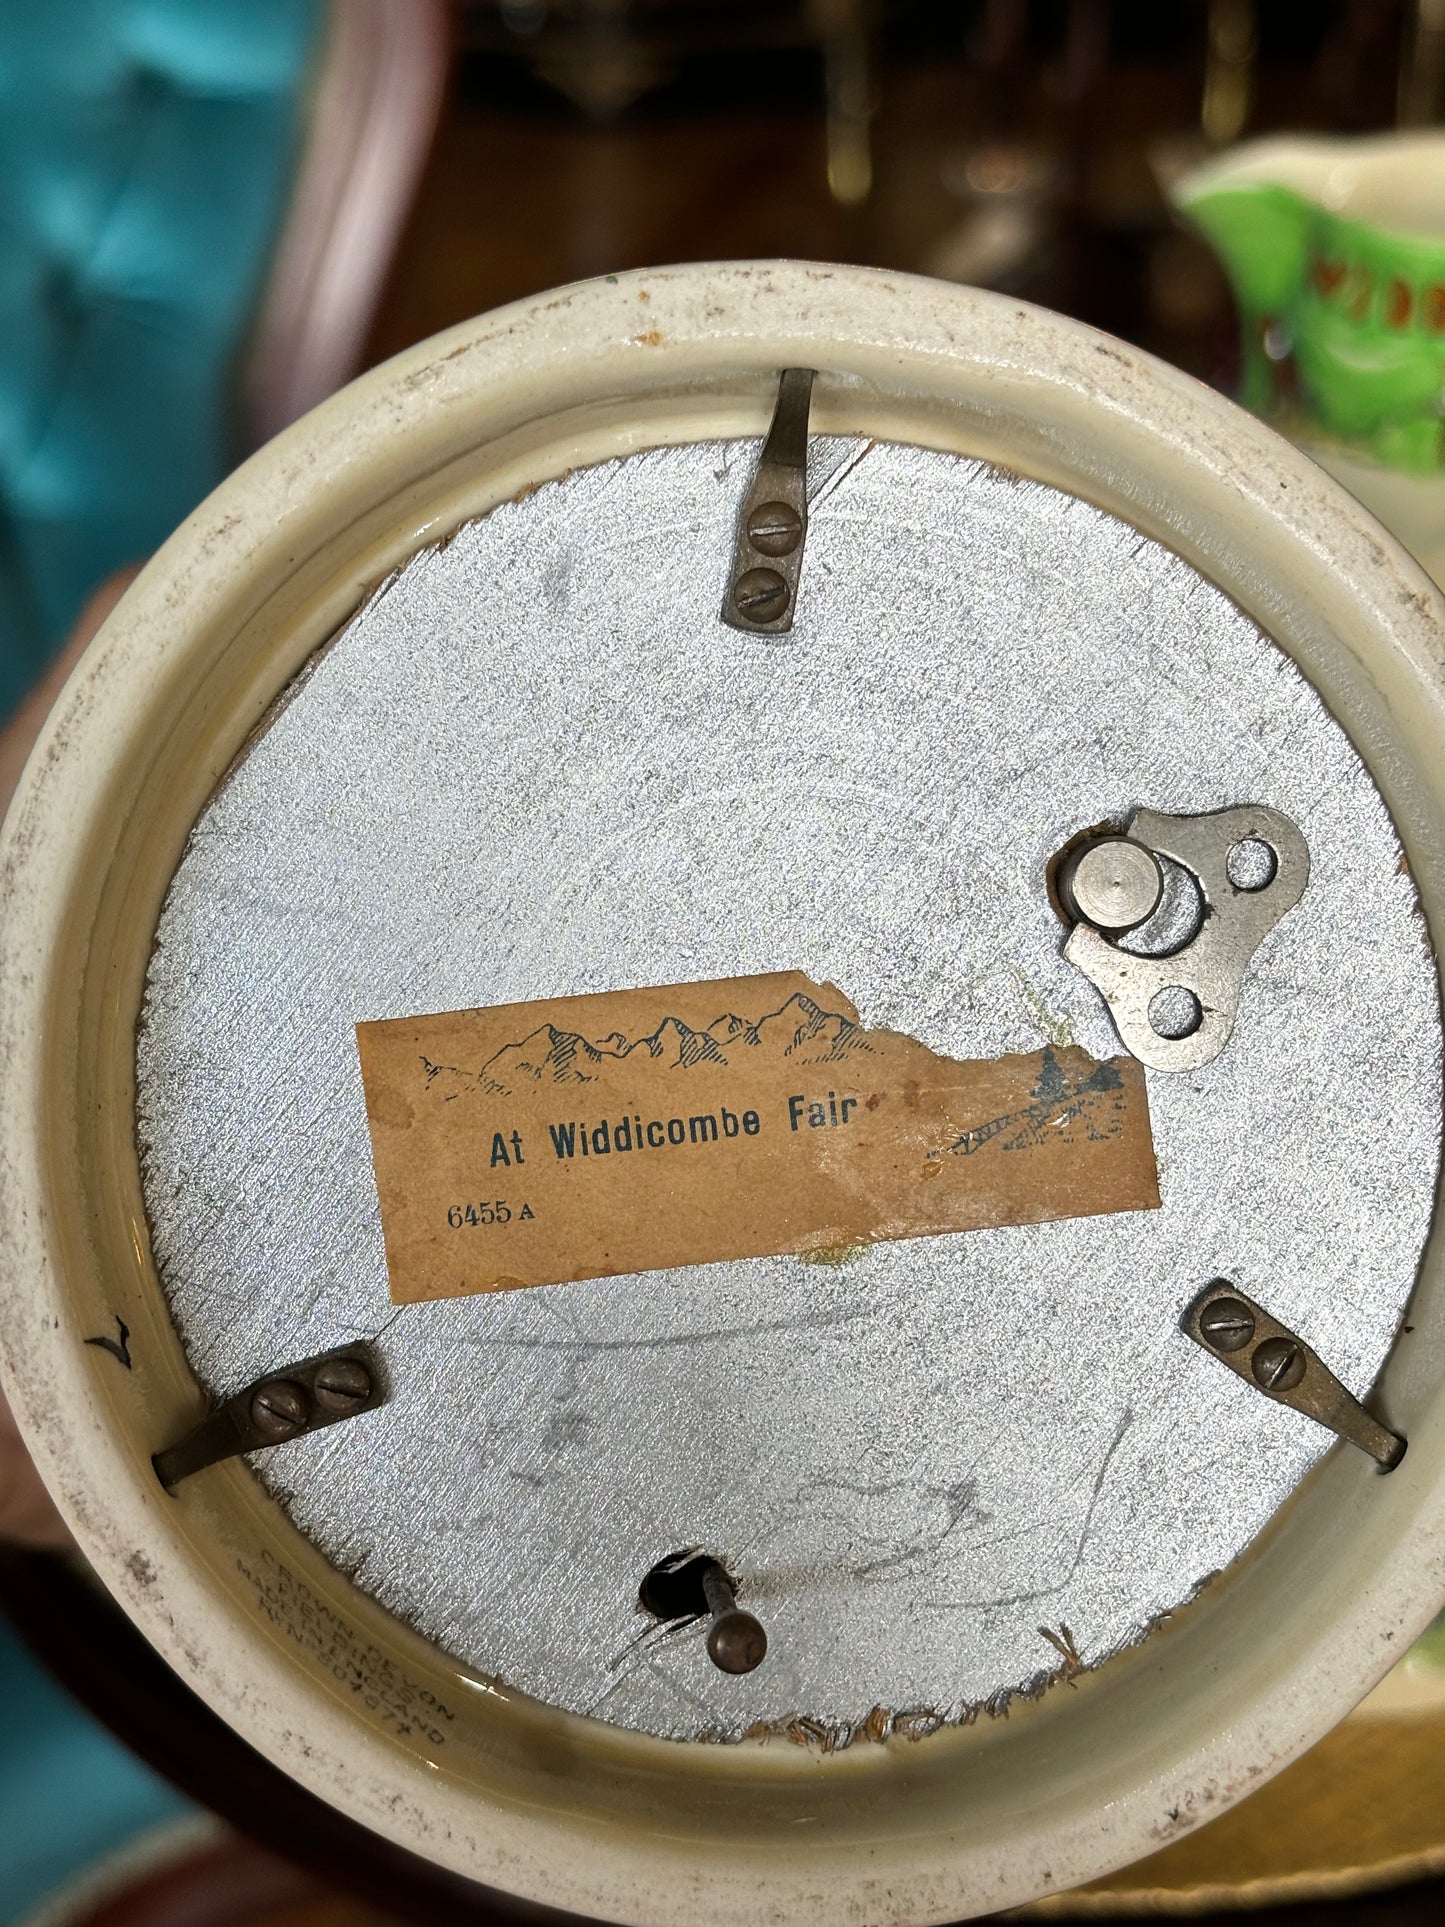 At Widdicombe Fair
6455 A
CROWN DEVON
FIELDINGS
MADE IN ENGLAND